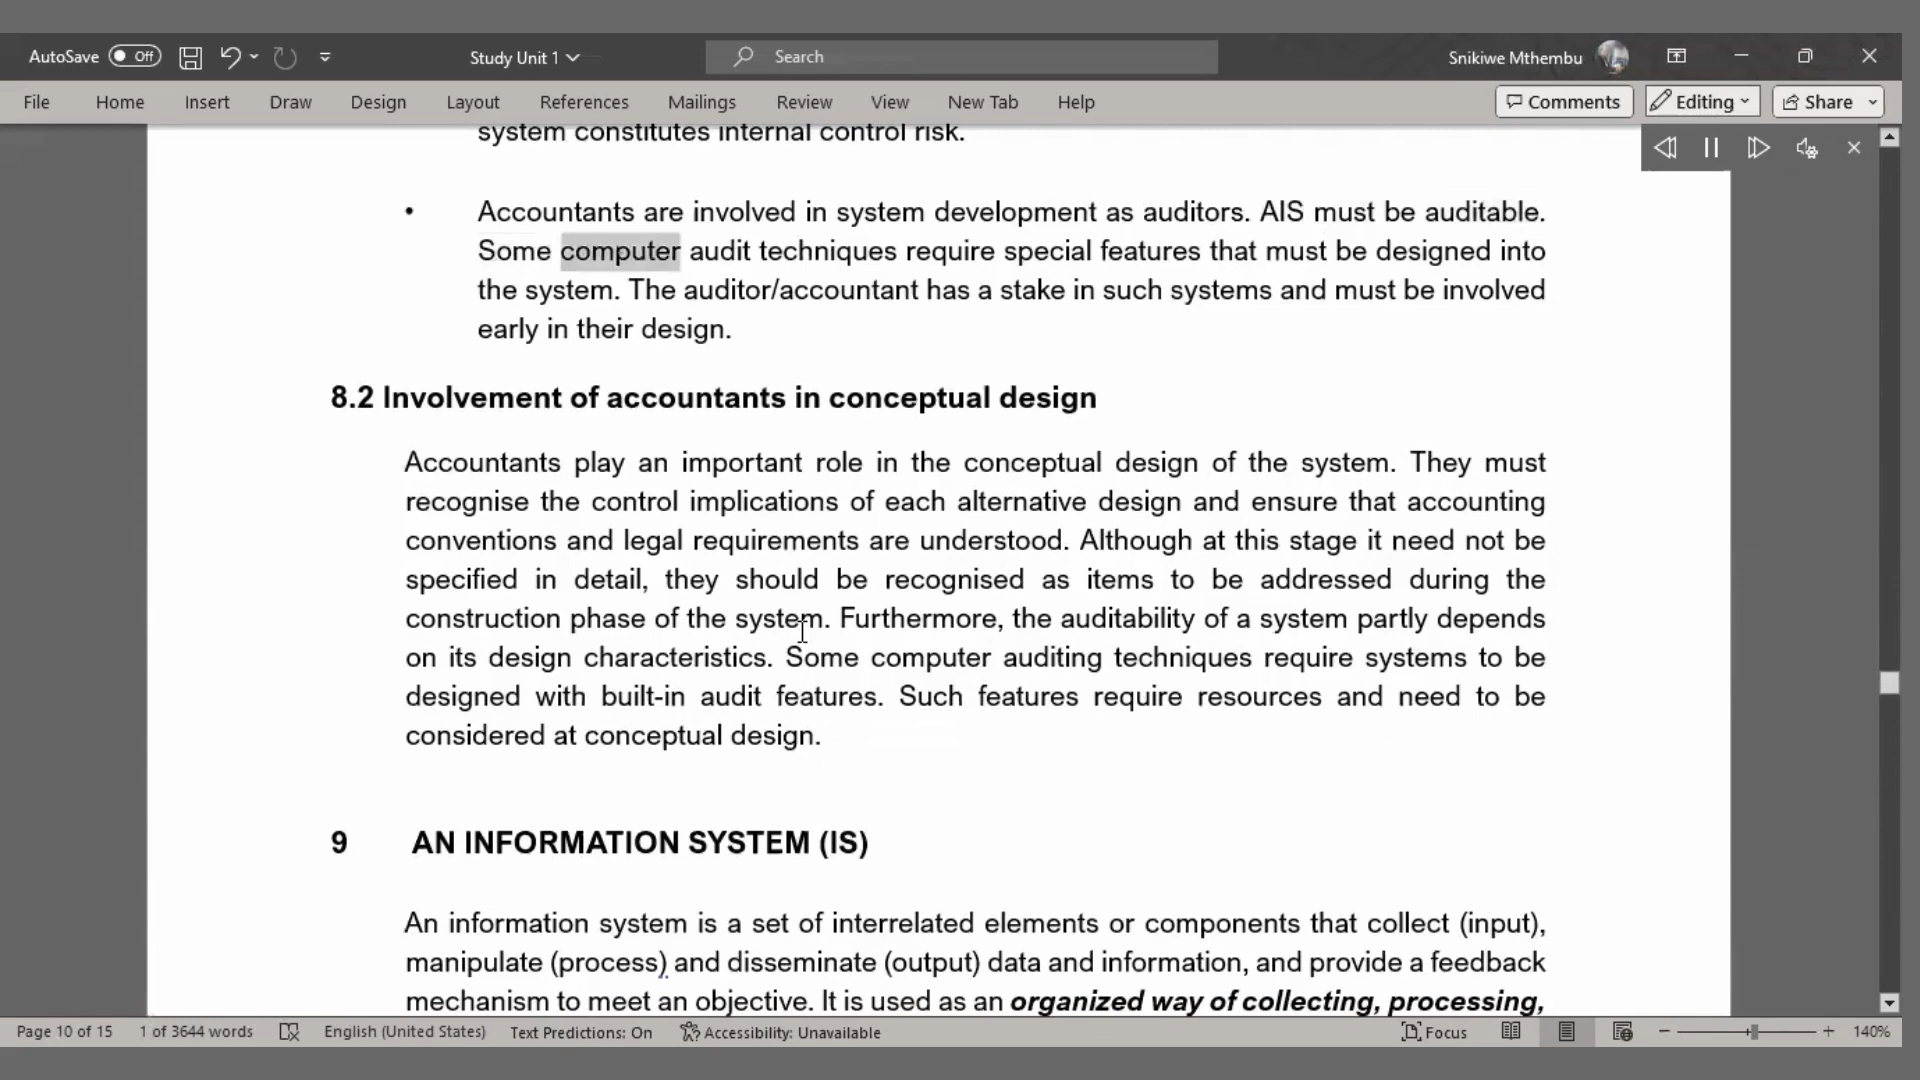 AutoSave Off Study Unit 1 Search Snikiwe Mthembu
File Home Insert Draw Design Layout References Mailings Review View New Tab Help Comments Editing Share
system constitutes internal control risk.
• Accountants are involved in system development as auditors. AIS must be auditable.
Some computer audit techniques require special features that must be designed into
the system. The auditor/accountant has a stake in such systems and must be involved
early in their design.
8.2 Involvement of accountants in conceptual design
Accountants play an important role in the conceptual design of the system. They must
recognise the control implications of each alternative design and ensure that accounting
conventions and legal requirements are understood. Although at this stage it need not be
specified in detail, they should be recognised as items to be addressed during the
construction phase of the system. Furthermore, the auditability of a system partly depends
on its design characteristics. Some computer auditing techniques require systems to be
designed with built-in audit features. Such features require resources and need to be
considered at conceptual design.
9 AN INFORMATION SYSTEM (IS)
An information system is a set of interrelated elements or components that collect (input),
manipulate (process) and disseminate (output) data and information, and provide a feedback
mechanism to meet an objective. It is used as an organized way of collecting, processing,
Page 10 of 15 1 of 3644 words English (United States) Text Predictions: On Accessibility: Unavailable Focus 140%